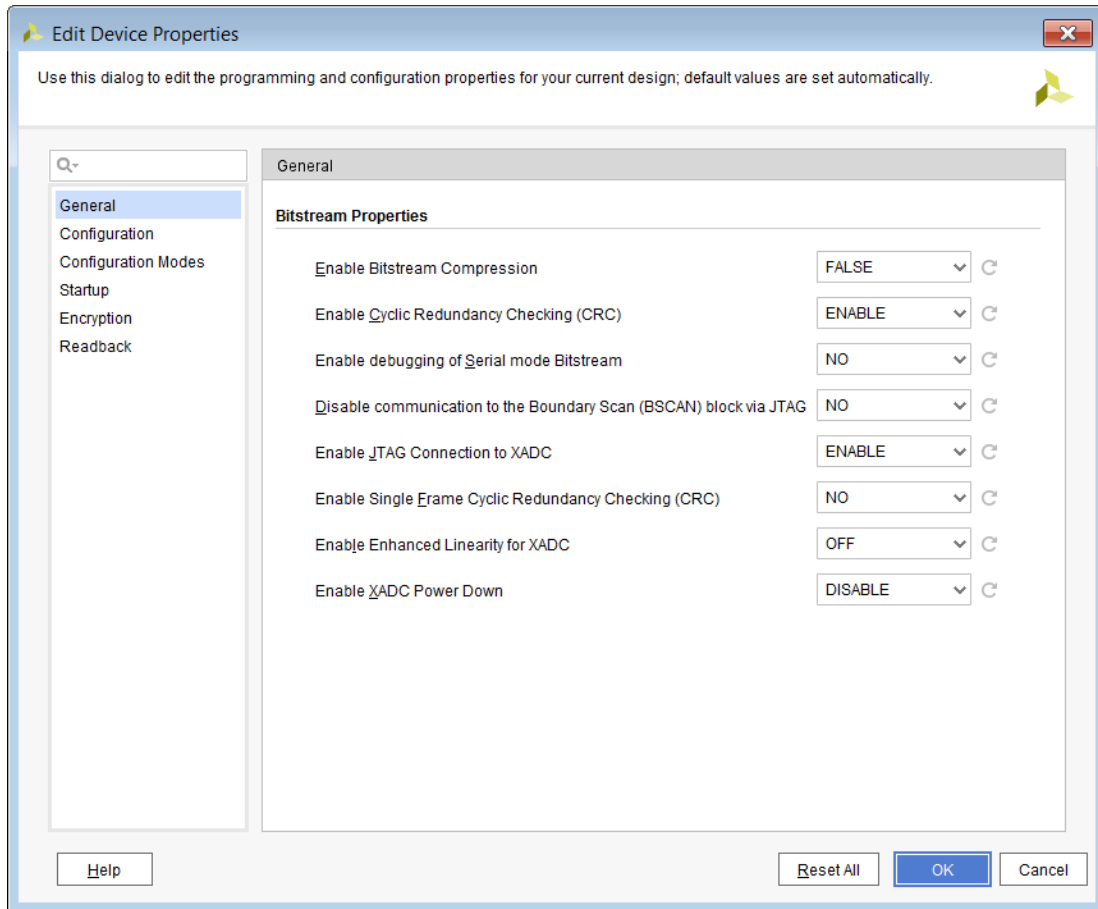 Edit Device Properties
Use this dialog to edit the programming and configuration properties for your current design; default values are set automatically.
General
Configuration
Configuration Modes
Startup
Encryption
Readback
General
Bitstream Properties
Enable Bitstream Compression FALSE
Enable Cyclic Redundancy Checking (CRC) ENABLE
Enable debugging of Serial mode Bitstream NO
Disable communication to the Boundary Scan (BSCAN) block via JTAG NO
Enable JTAG Connection to XADC ENABLE
Enable Single Frame Cyclic Redundancy Checking (CRC) NO
Enable Enhanced Linearity for XADC OFF
Enable XADC Power Down DISABLE
Help Reset All OK Cancel